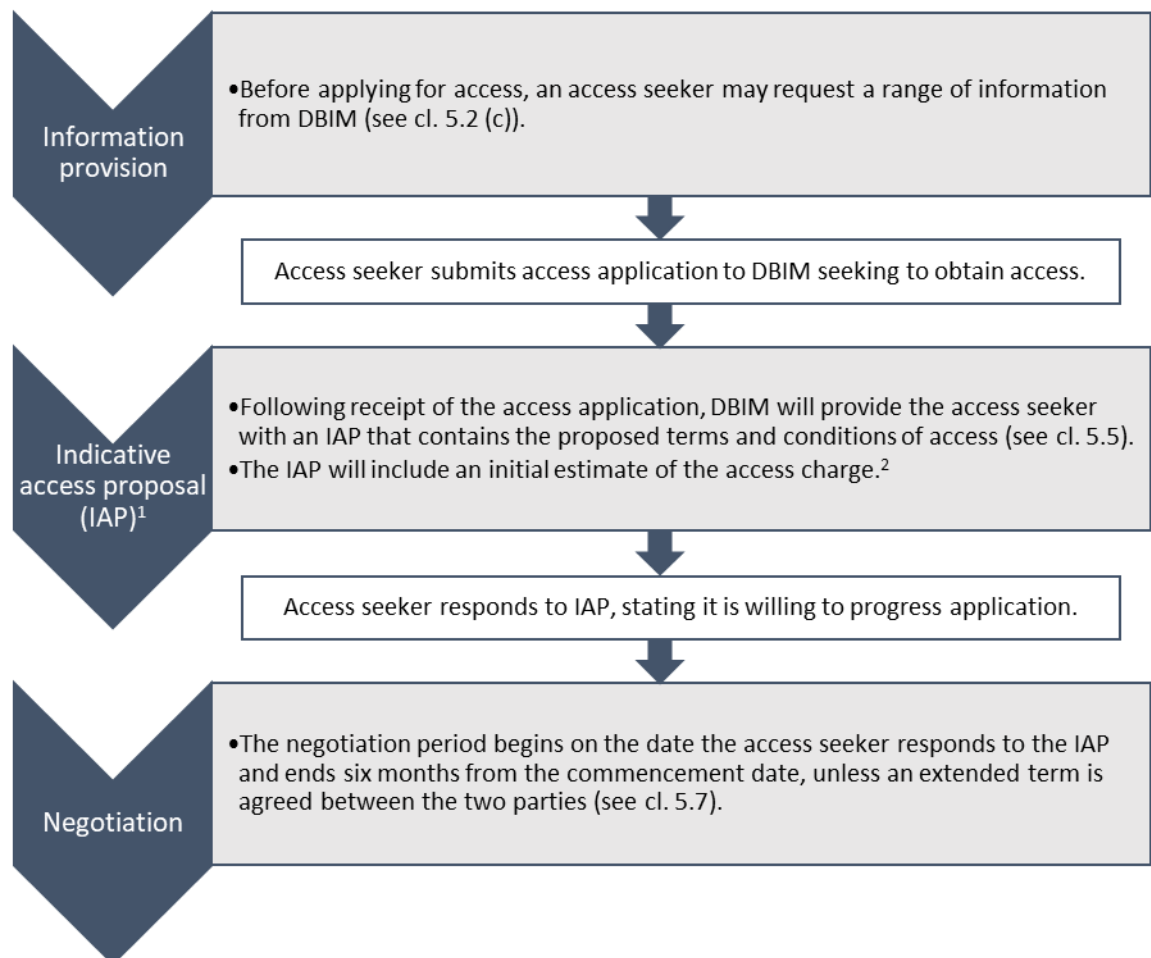 Information
provision
•Before applying for access, an access seeker may request a range of information
from DBIM (see cl. 5.2 (c)).
Access seeker submits access application to DBIM seeking to obtain access.
Indicative
access proposal
(IAP)¹
•Following receipt of the access application, DBIM will provide the access seeker
with an IAP that contains the proposed terms and conditions of access (see cl. 5.5).
•The IAP will include an initial estimate of the access charge.²
Access seeker responds to IAP, stating it is willing to progress application.
Negotiation
•The negotiation period begins on the date the access seeker responds to the IAP
and ends six months from the commencement date, unless an extended term is
agreed between the two parties (see cl. 5.7).